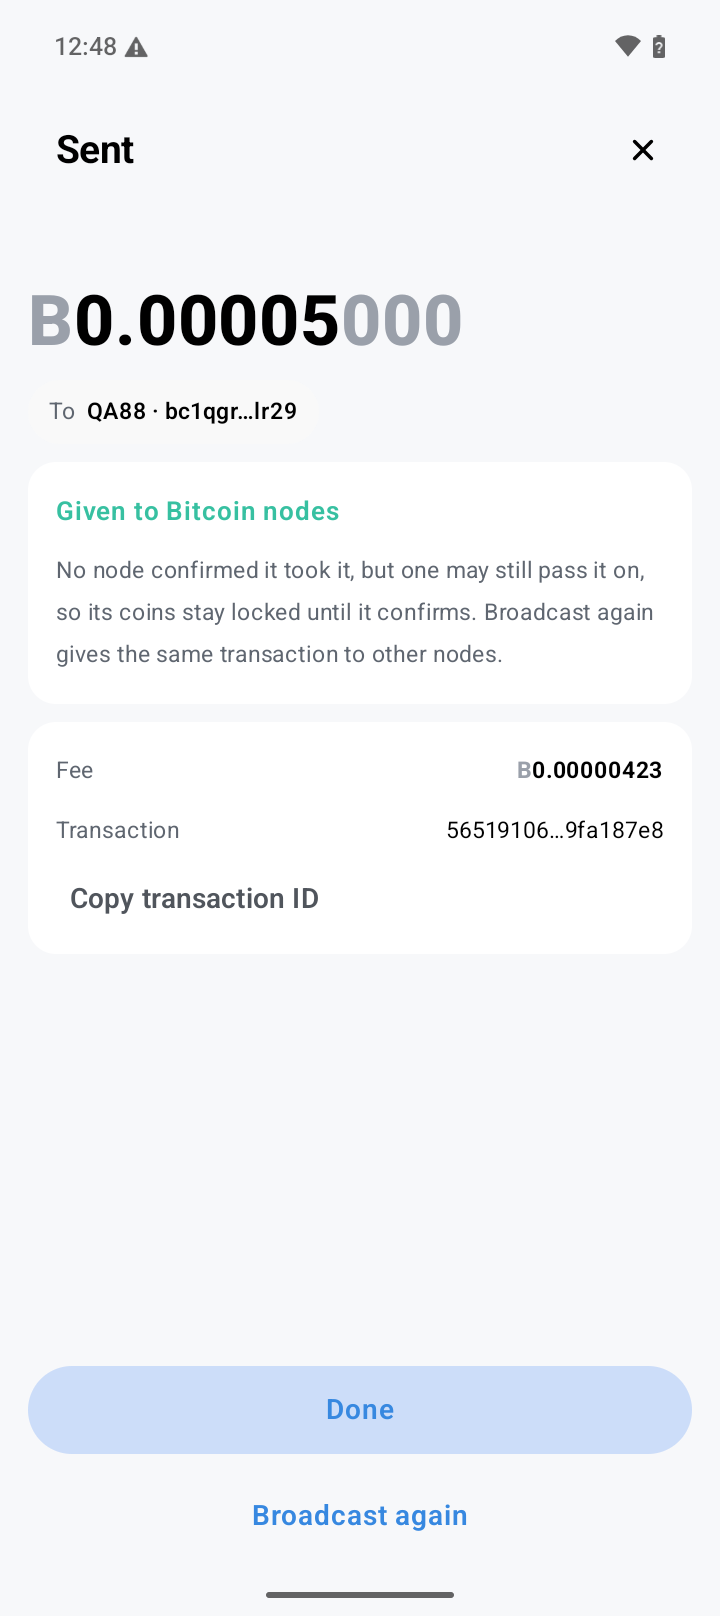 12:48
Sent
B0.00005000
To QA88 · bc1qgr…lr29
Given to Bitcoin nodes
No node confirmed it took it, but one may still pass it on,
so its coins stay locked until it confirms. Broadcast again
gives the same transaction to other nodes.
Fee B0.00000423
Transaction 56519106…9fa187e8
Copy transaction ID
Done
Broadcast again